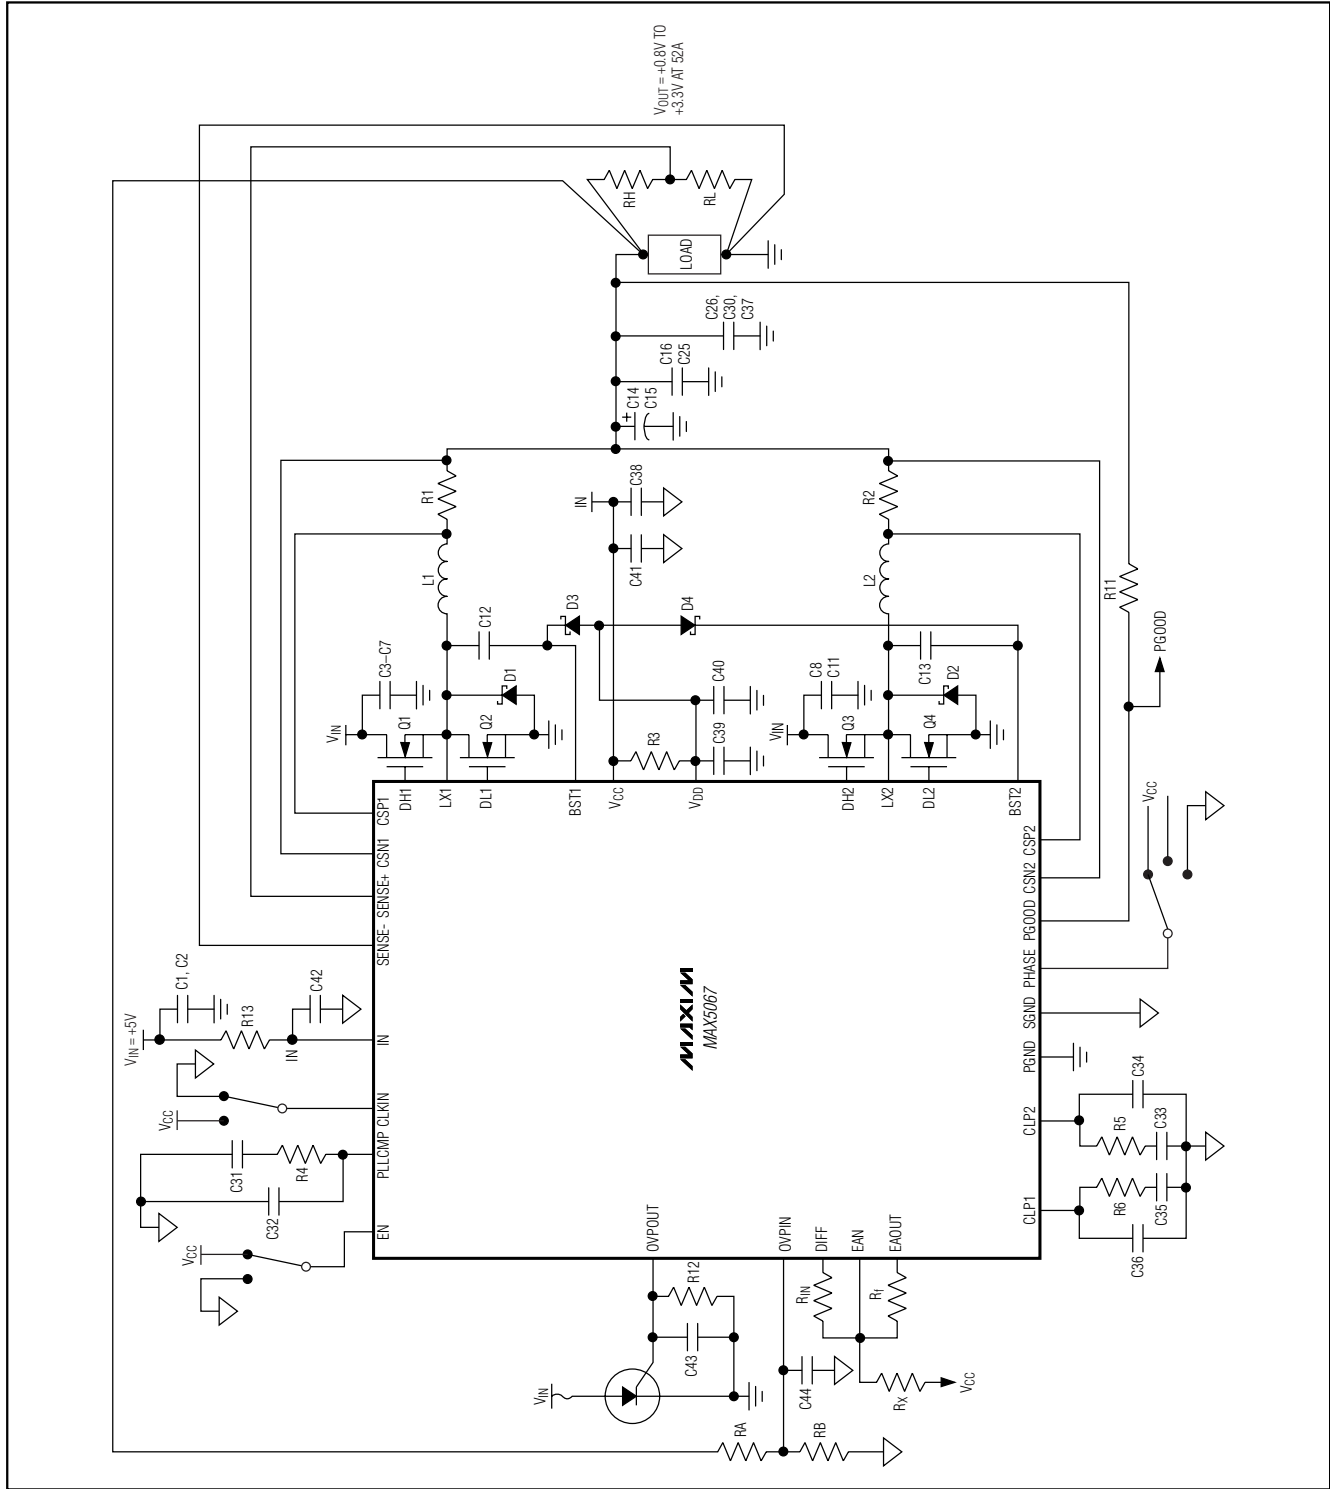 VOUT = +0.8V TO
+3.3V AT 52A
RH
RL
LOAD
C26,
C30,
C37
C16
C25
+
C14
C15
R1
IN
C38
R2
C41
L1
L2
R11
C12
D3
D4
PGOOD
C3–C7
D1
C40
C8
C11
C13
D2
VIN
Q1
Q2
R3
C39
VIN
Q3
Q4
DH1
LX1
DL1
BST1
VCC
VDD
DH2
LX2
DL2
BST2
VCC
CSP1
CSN1
SENSE+
SENSE-
CSP2
CSN2
PGOOD
PHASE
SGND
PGND
CLP2
CLP1
C1, C2
VIN = +5V
R13
C42
IN
IN
MAXIM
MAX5067
VCC
CLKIN
PLLCMP
C31
R4
C32
VCC
EN
C34
R5
C33
R6
C35
C36
OVPOUT
OVPIN
DIFF
EAN
EAOUT
R12
RIN
Rf
C43
C44
VIN
RX
VCC
RA
RB